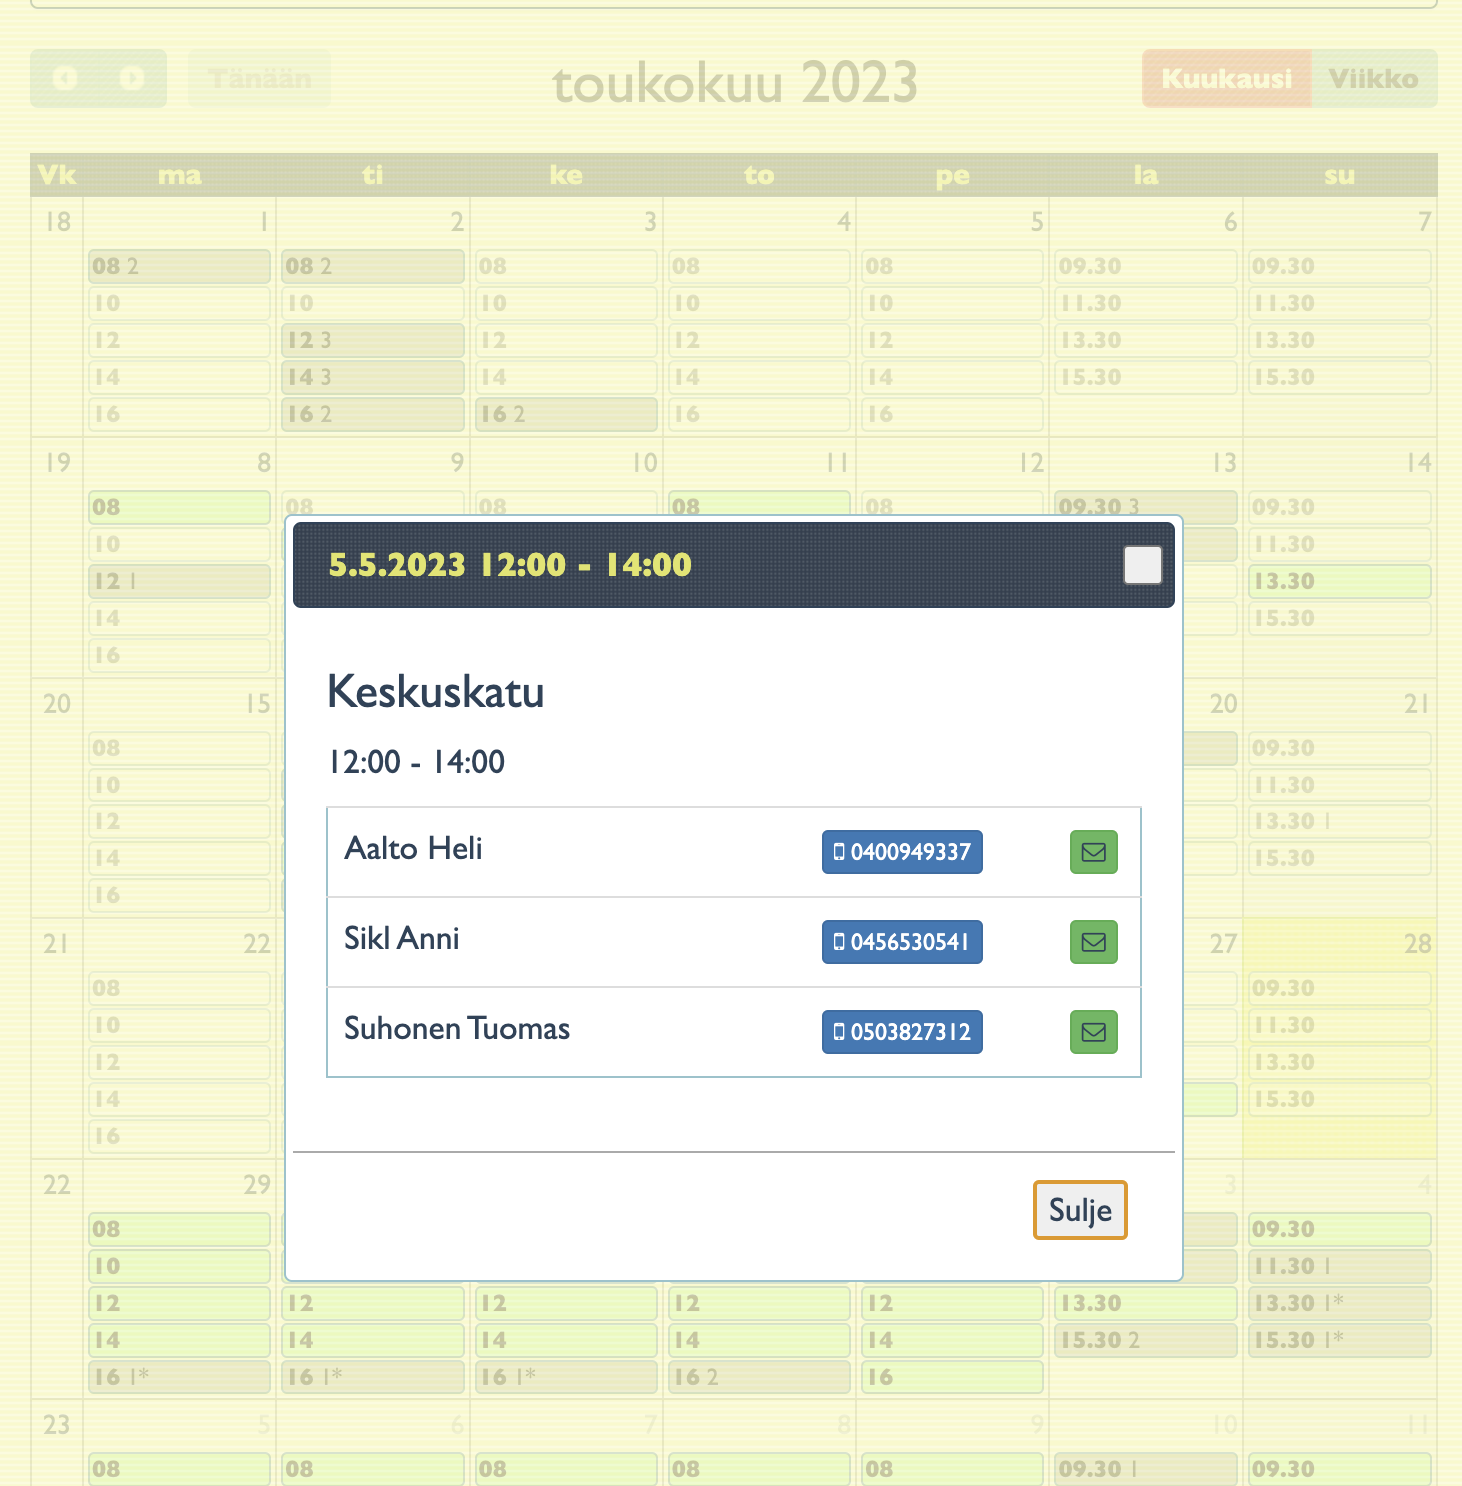 Tänään
toukokuu 2023
Kuukausi Viikko
Vk ma ti ke to pe la su
18 1 2 3 4 5 6 7
08 2 08 2 08 08 08 09.30 09.30
10 10 10 10 10 11.30 11.30
12 12 3 12 12 12 13.30 13.30
14 14 3 14 14 14 15.30 15.30
16 16 2 16 2 16 16
19 8 9 10 11 12 13 14
08 08 08 08 08 09.30 3 09.30
10 11.30
12 1 13.30
14 15.30
16
5.5.2023 12:00 - 14:00
Keskuskatu
12:00 - 14:00
Aalto Heli 0400949337
Sikl Anni 0456530541
Suhonen Tuomas 0503827312
Sulje
20 15 20 21
08 09.30
10 11.30
12 13.30 1
14 15.30
16
21 22 27 28
08 09.30
10 11.30
12 13.30
14 15.30
16
22 29 3 4
08 09.30
10 11.30 1
12 12 12 12 12 13.30 13.30 1*
14 14 14 14 14 15.30 2 15.30 1*
16 1* 16 1* 16 1* 16 2 16
23 5 6 7 8 9 10 11
08 08 08 08 08 09.30 1 09.30